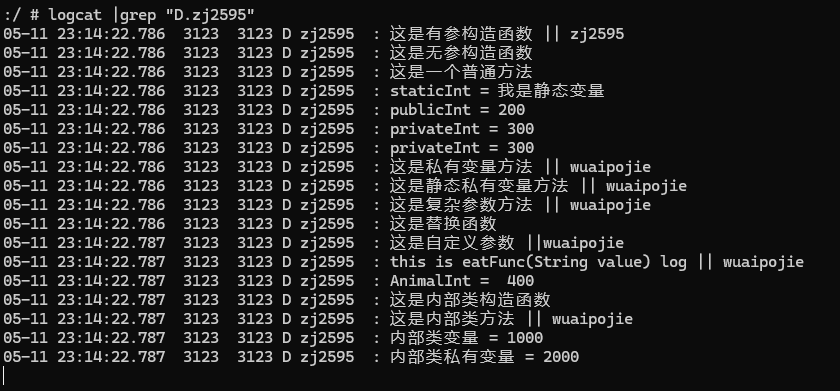 :/ # logcat |grep "D.zj2595"
05-11 23:14:22.786  3123  3123 D zj2595  : 这是有参构造函数 || zj2595
05-11 23:14:22.786  3123  3123 D zj2595  : 这是无参构造函数
05-11 23:14:22.786  3123  3123 D zj2595  : 这是一个普通方法
05-11 23:14:22.786  3123  3123 D zj2595  : staticInt = 我是静态变量
05-11 23:14:22.786  3123  3123 D zj2595  : publicInt = 200
05-11 23:14:22.786  3123  3123 D zj2595  : privateInt = 300
05-11 23:14:22.786  3123  3123 D zj2595  : privateInt = 300
05-11 23:14:22.786  3123  3123 D zj2595  : 这是私有变量方法 || wuaipojie
05-11 23:14:22.786  3123  3123 D zj2595  : 这是静态私有变量方法 || wuaipojie
05-11 23:14:22.786  3123  3123 D zj2595  : 这是复杂参数方法 || wuaipojie
05-11 23:14:22.786  3123  3123 D zj2595  : 这是替换函数
05-11 23:14:22.787  3123  3123 D zj2595  : 这是自定义参数 ||wuaipojie
05-11 23:14:22.787  3123  3123 D zj2595  : this is eatFunc(String value) log || wuaipojie
05-11 23:14:22.787  3123  3123 D zj2595  : AnimalInt =  400
05-11 23:14:22.787  3123  3123 D zj2595  : 这是内部类构造函数
05-11 23:14:22.787  3123  3123 D zj2595  : 这是内部类方法 || wuaipojie
05-11 23:14:22.787  3123  3123 D zj2595  : 内部类变量 = 1000
05-11 23:14:22.787  3123  3123 D zj2595  : 内部类私有变量 = 2000